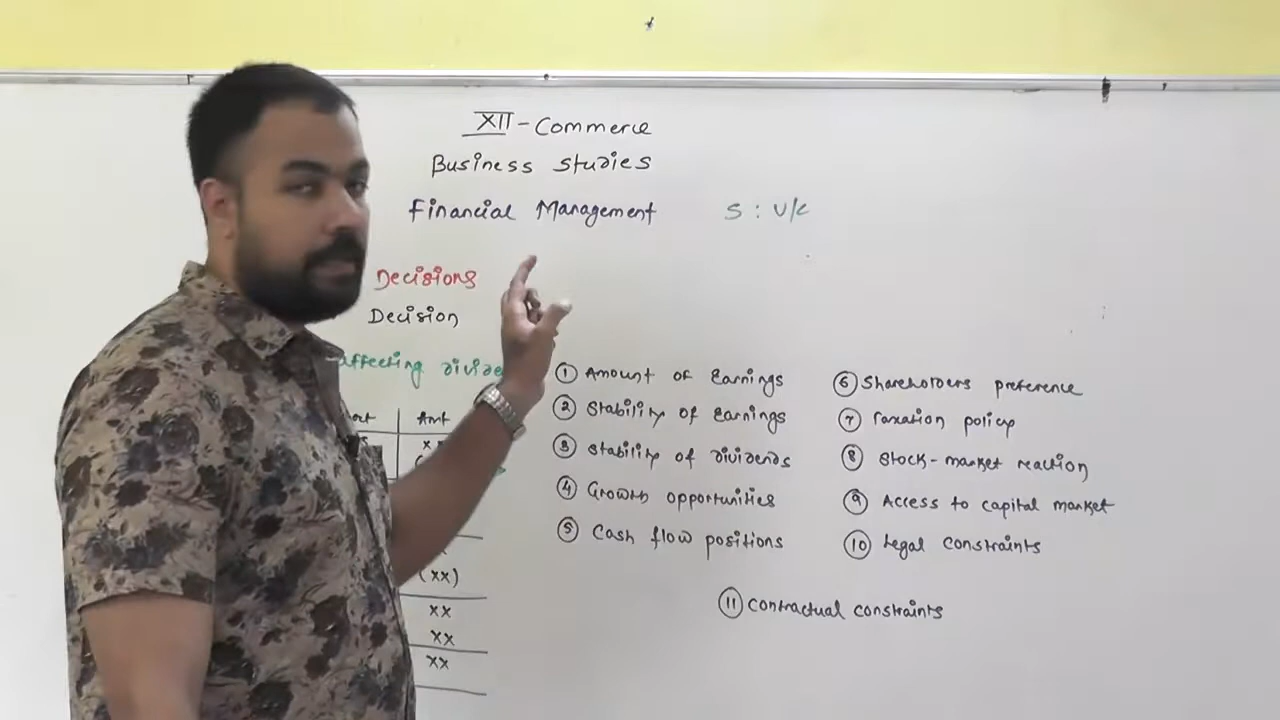 XII - Commerce
Business Studies
Financial Management S : V/C
Decisions
Decision
affecting
Amt
(xx)
xx
xx
xx
① Amount of Earnings
② Stability of Earnings
③ Stability of dividends
④ Growth opportunities
⑤ Cash flow positions
⑥ Shareholders preference
⑦ Taxation policy
⑧ Stock-market reaction
⑨ Access to capital market
⑩ Legal constraints
⑪ Contractual constraints